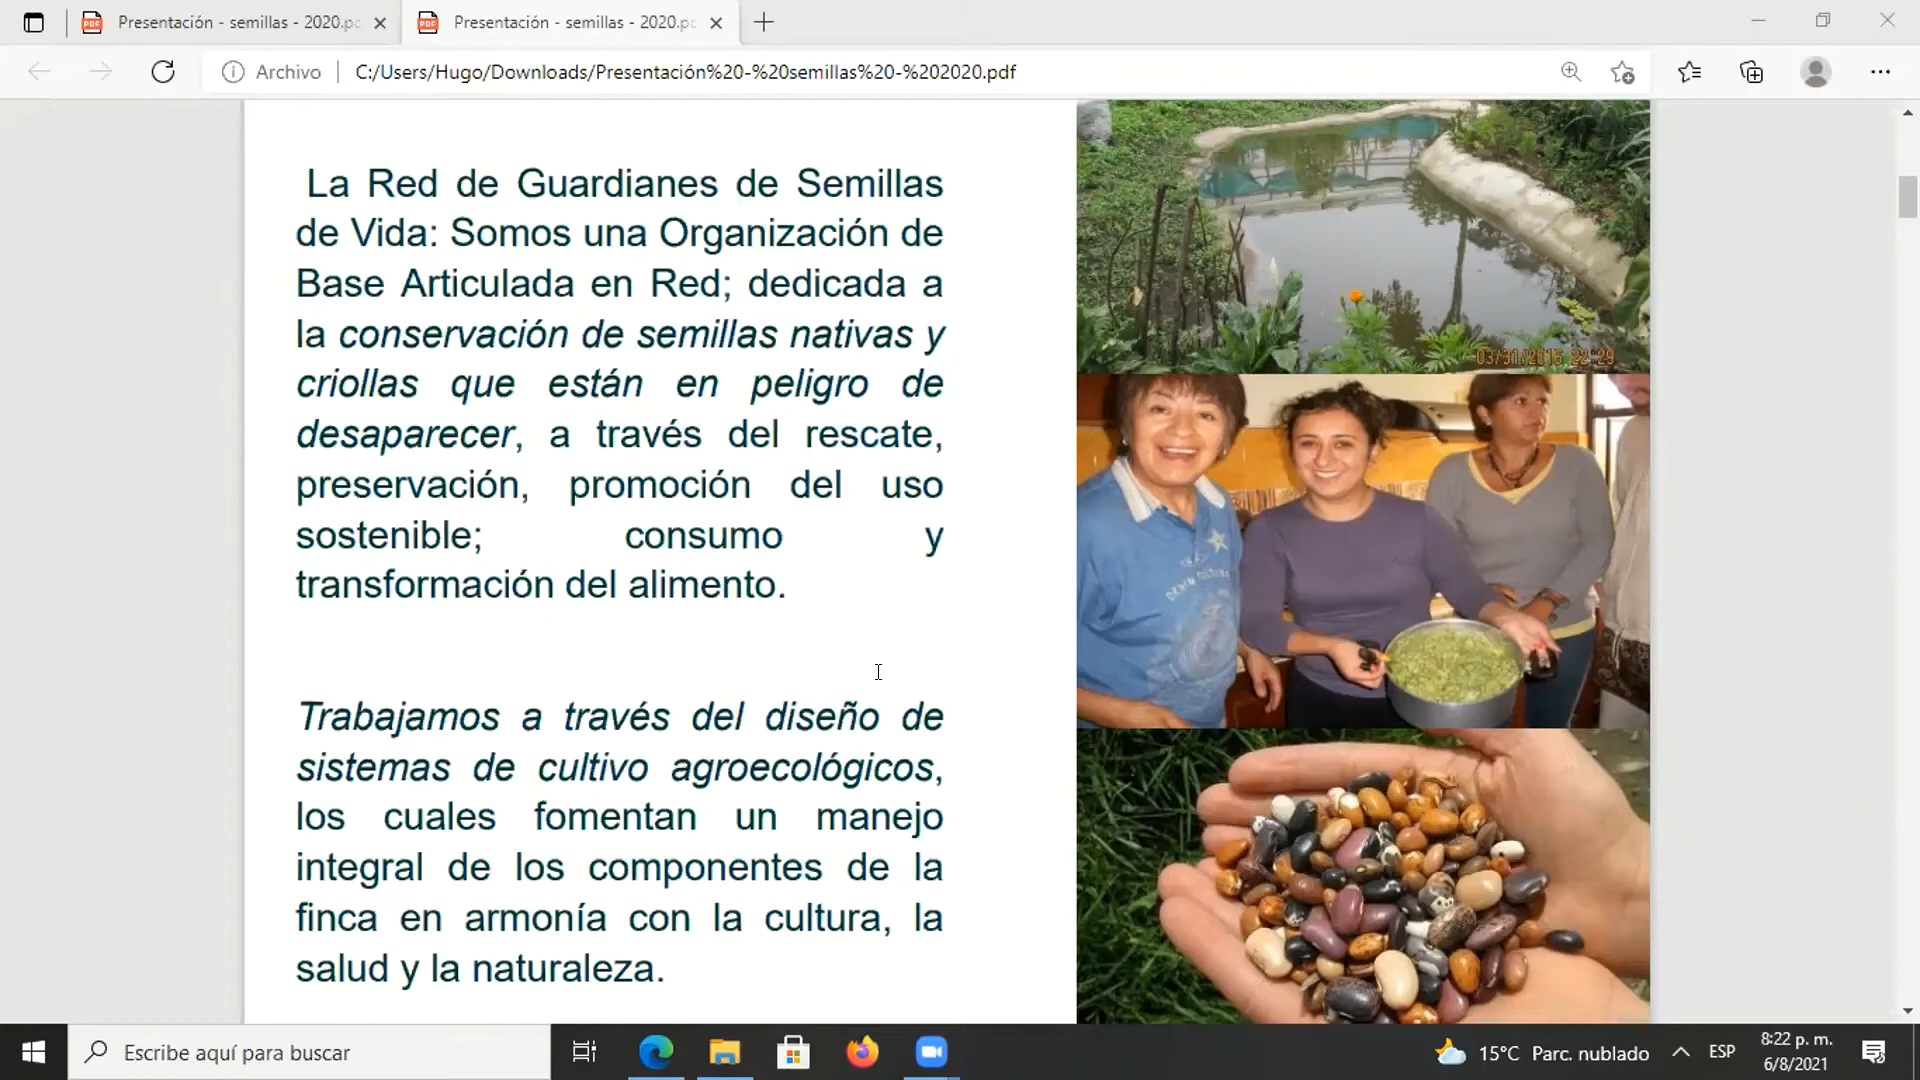 Presentación - semillas - 2020.pc
Presentación - semillas - 2020.pc
Archivo
C:/Users/Hugo/Downloads/Presentación%20-%20semillas%20-%202020.pdf
La Red de Guardianes de Semillas
de Vida: Somos una Organización de
Base Articulada en Red; dedicada a
la conservación de semillas nativas y
criollas que están en peligro de
desaparecer, a través del rescate,
preservación, promoción del uso
sostenible; consumo y
transformación del alimento.
Trabajamos a través del diseño de
sistemas de cultivo agroecológicos,
los cuales fomentan un manejo
integral de los componentes de la
finca en armonía con la cultura, la
salud y la naturaleza.
03/31/2016 22:29
Escribe aquí para buscar
15°C Parc. nublado
ESP
8:22 p. m.
6/8/2021